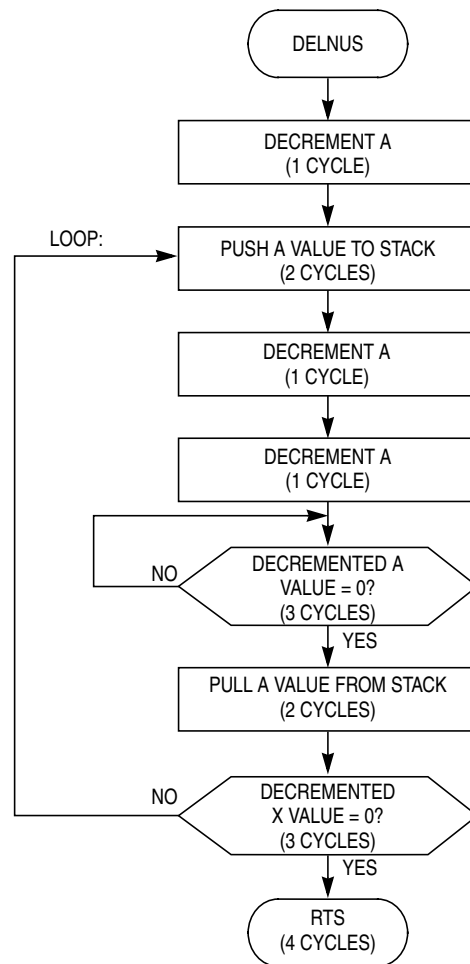 DELNUS
DECREMENT A
(1 CYCLE)
LOOP:
PUSH A VALUE TO STACK
(2 CYCLES)
DECREMENT A
(1 CYCLE)
DECREMENT A
(1 CYCLE)
NO
DECREMENTED A
VALUE = 0?
(3 CYCLES)
YES
PULL A VALUE FROM STACK
(2 CYCLES)
NO
DECREMENTED
X VALUE = 0?
(3 CYCLES)
YES
RTS
(4 CYCLES)